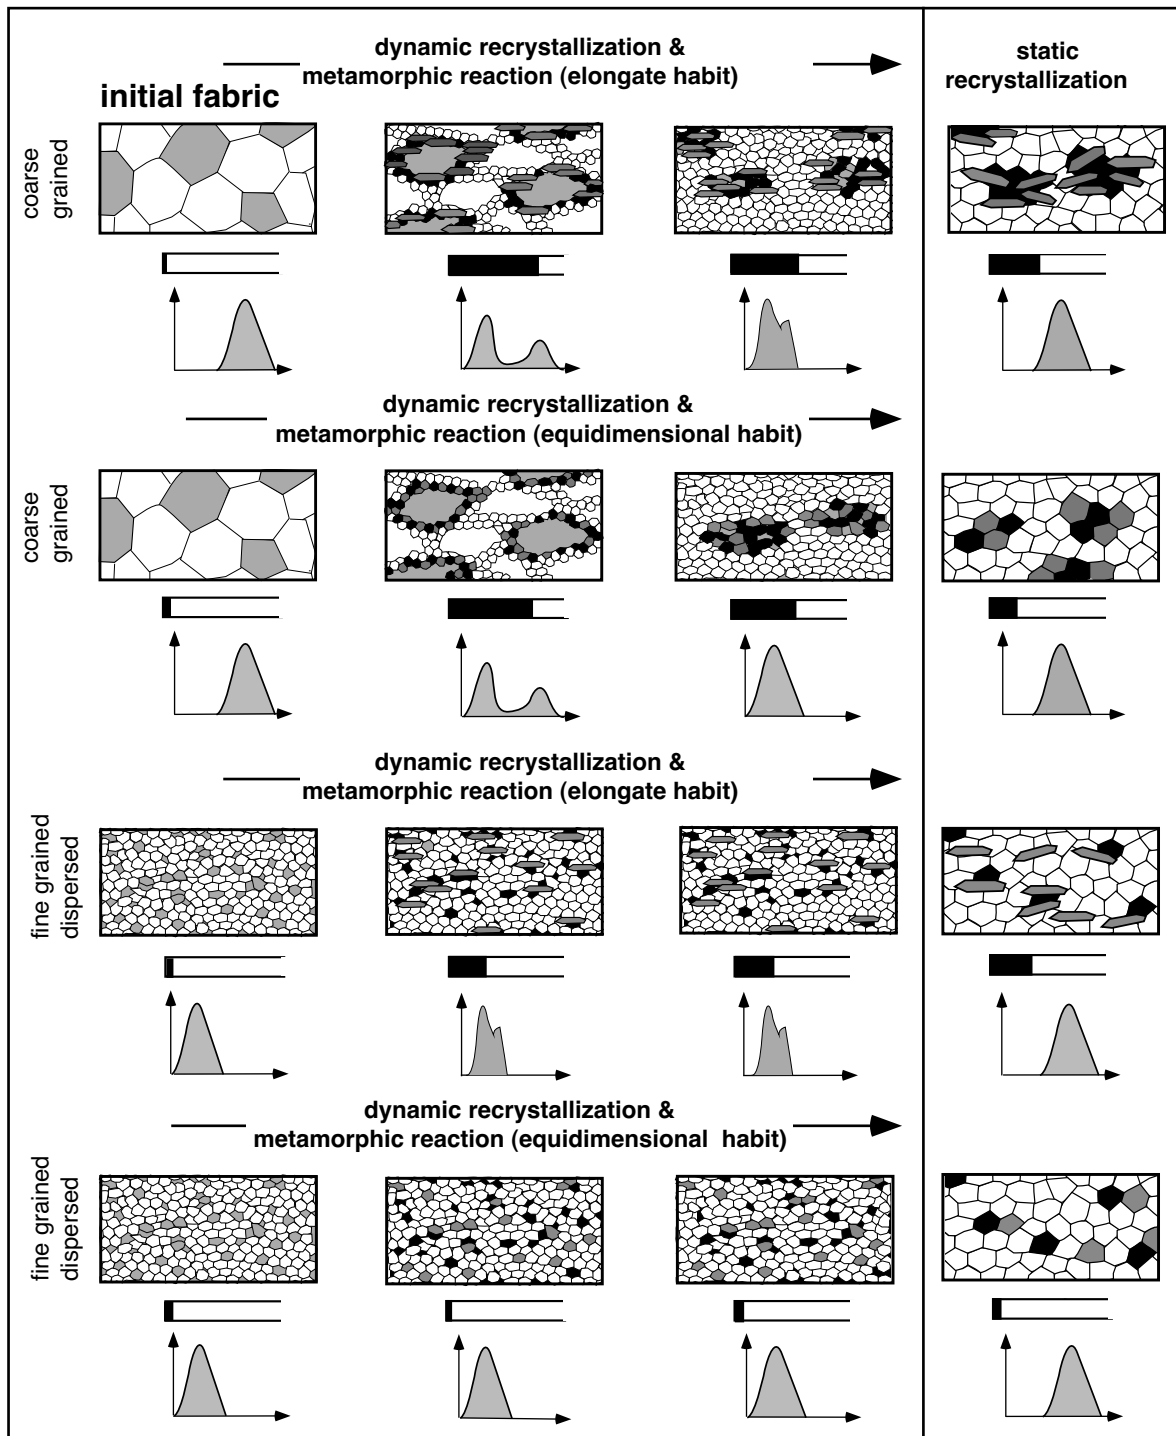 dynamic recrystallization &
metamorphic reaction (elongate habit)
static
recrystallization
initial fabric
coarse
grained
dynamic recrystallization &
metamorphic reaction (equidimensional habit)
coarse
grained
dynamic recrystallization &
metamorphic reaction (elongate habit)
fine grained
dispersed
dynamic recrystallization &
metamorphic reaction (equidimensional habit)
fine grained
dispersed